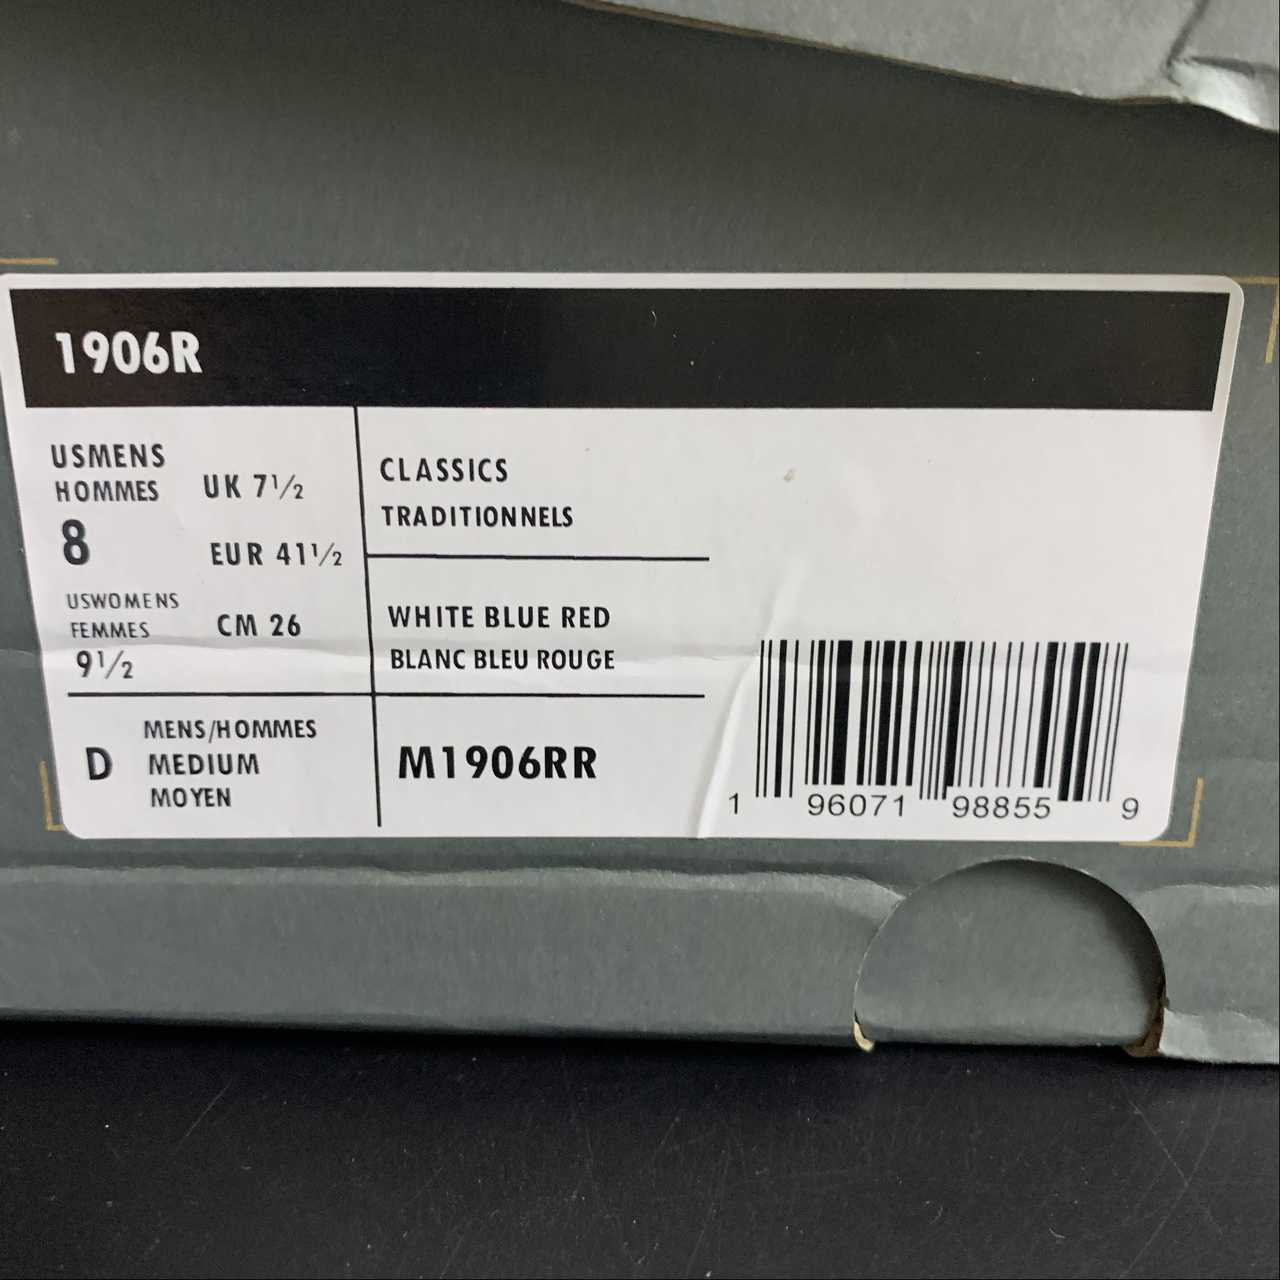 1906R
USMENS
HOMMES
8
UK 7½
EUR 41½
USWOMENS
FEMMES
9½
CM 26
CLASSICS
TRADITIONNELS
WHITE BLUE RED
BLANC BLEU ROUGE
D
MENS/HOMMES
MEDIUM
MOYEN
M1906RR
1 96071 98855 9